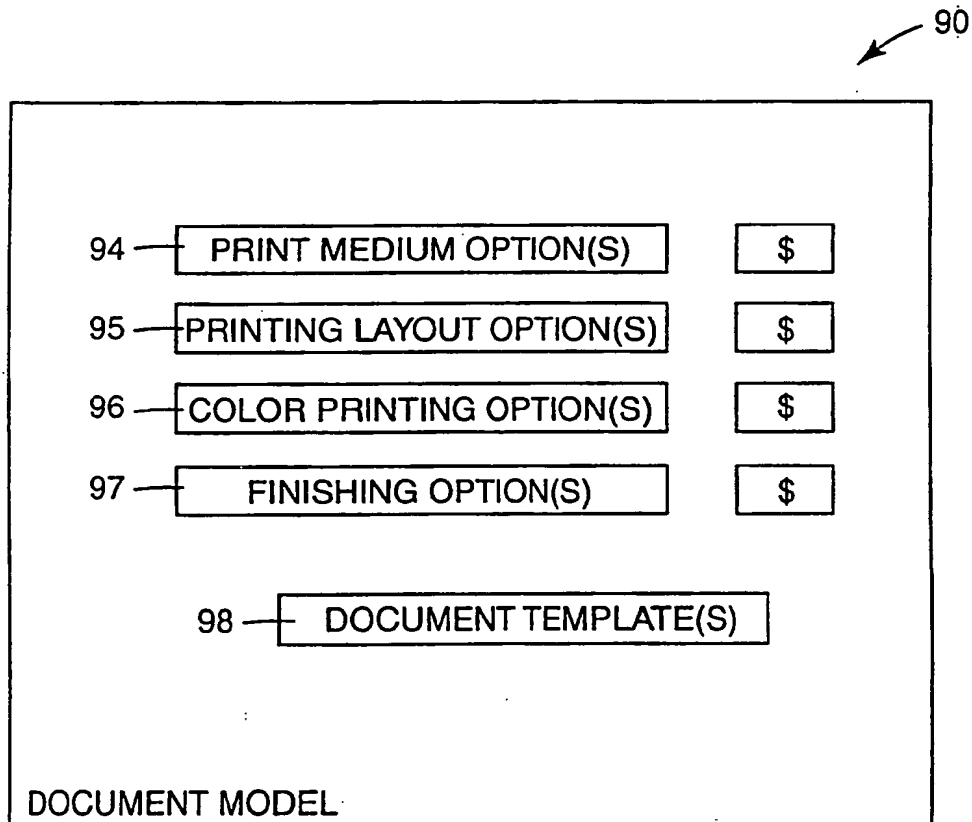 90
94 PRINT MEDIUM OPTION(S) $
95 PRINTING LAYOUT OPTION(S) $
96 COLOR PRINTING OPTION(S) $
97 FINISHING OPTION(S) $
98 DOCUMENT TEMPLATE(S)
DOCUMENT MODEL